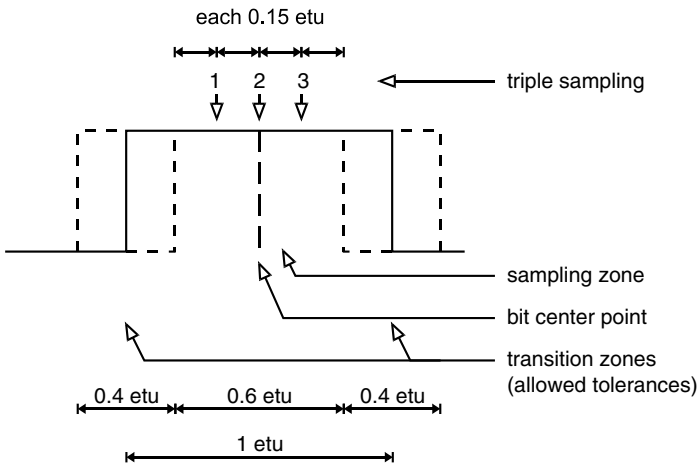 each 0.15 etu
1 2 3
triple sampling
sampling zone
bit center point
transition zones
(allowed tolerances)
0.4 etu 0.6 etu 0.4 etu
1 etu